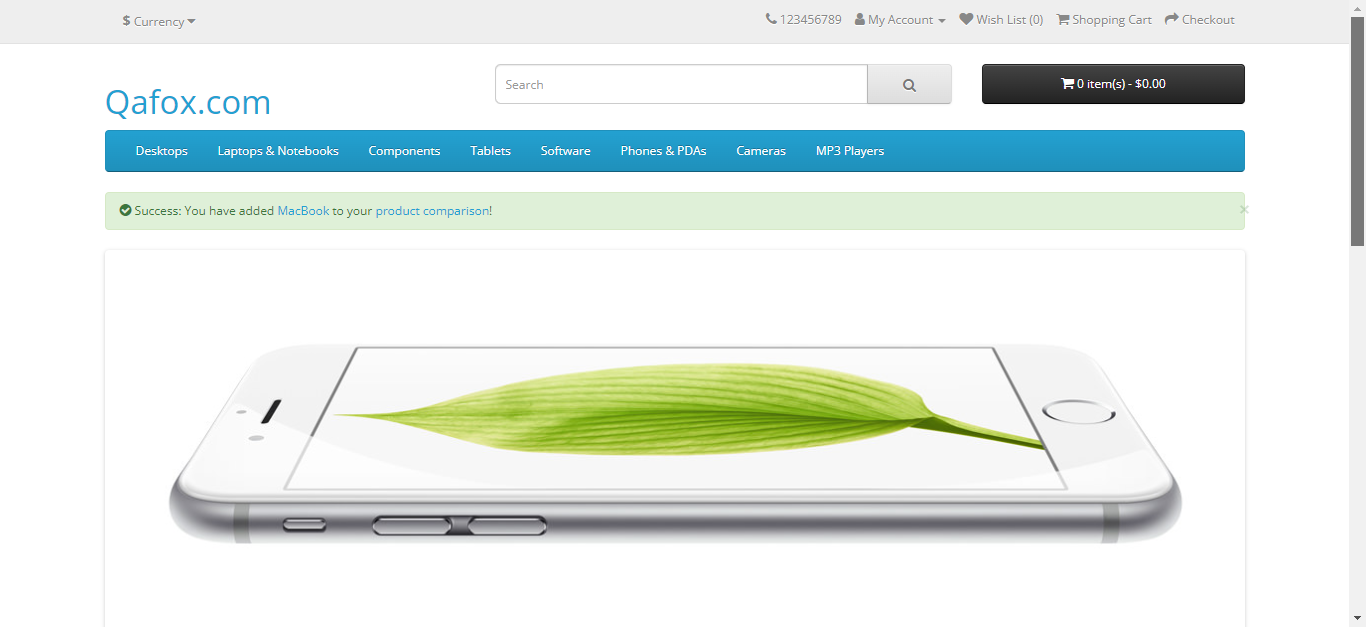 $ Currency
123456789 My Account Wish List (0) Shopping Cart Checkout
Qafox.com
Search
0 item(s) - $0.00
Desktops Laptops & Notebooks Components Tablets Software Phones & PDAs Cameras MP3 Players
Success: You have added MacBook to your product comparison!
×